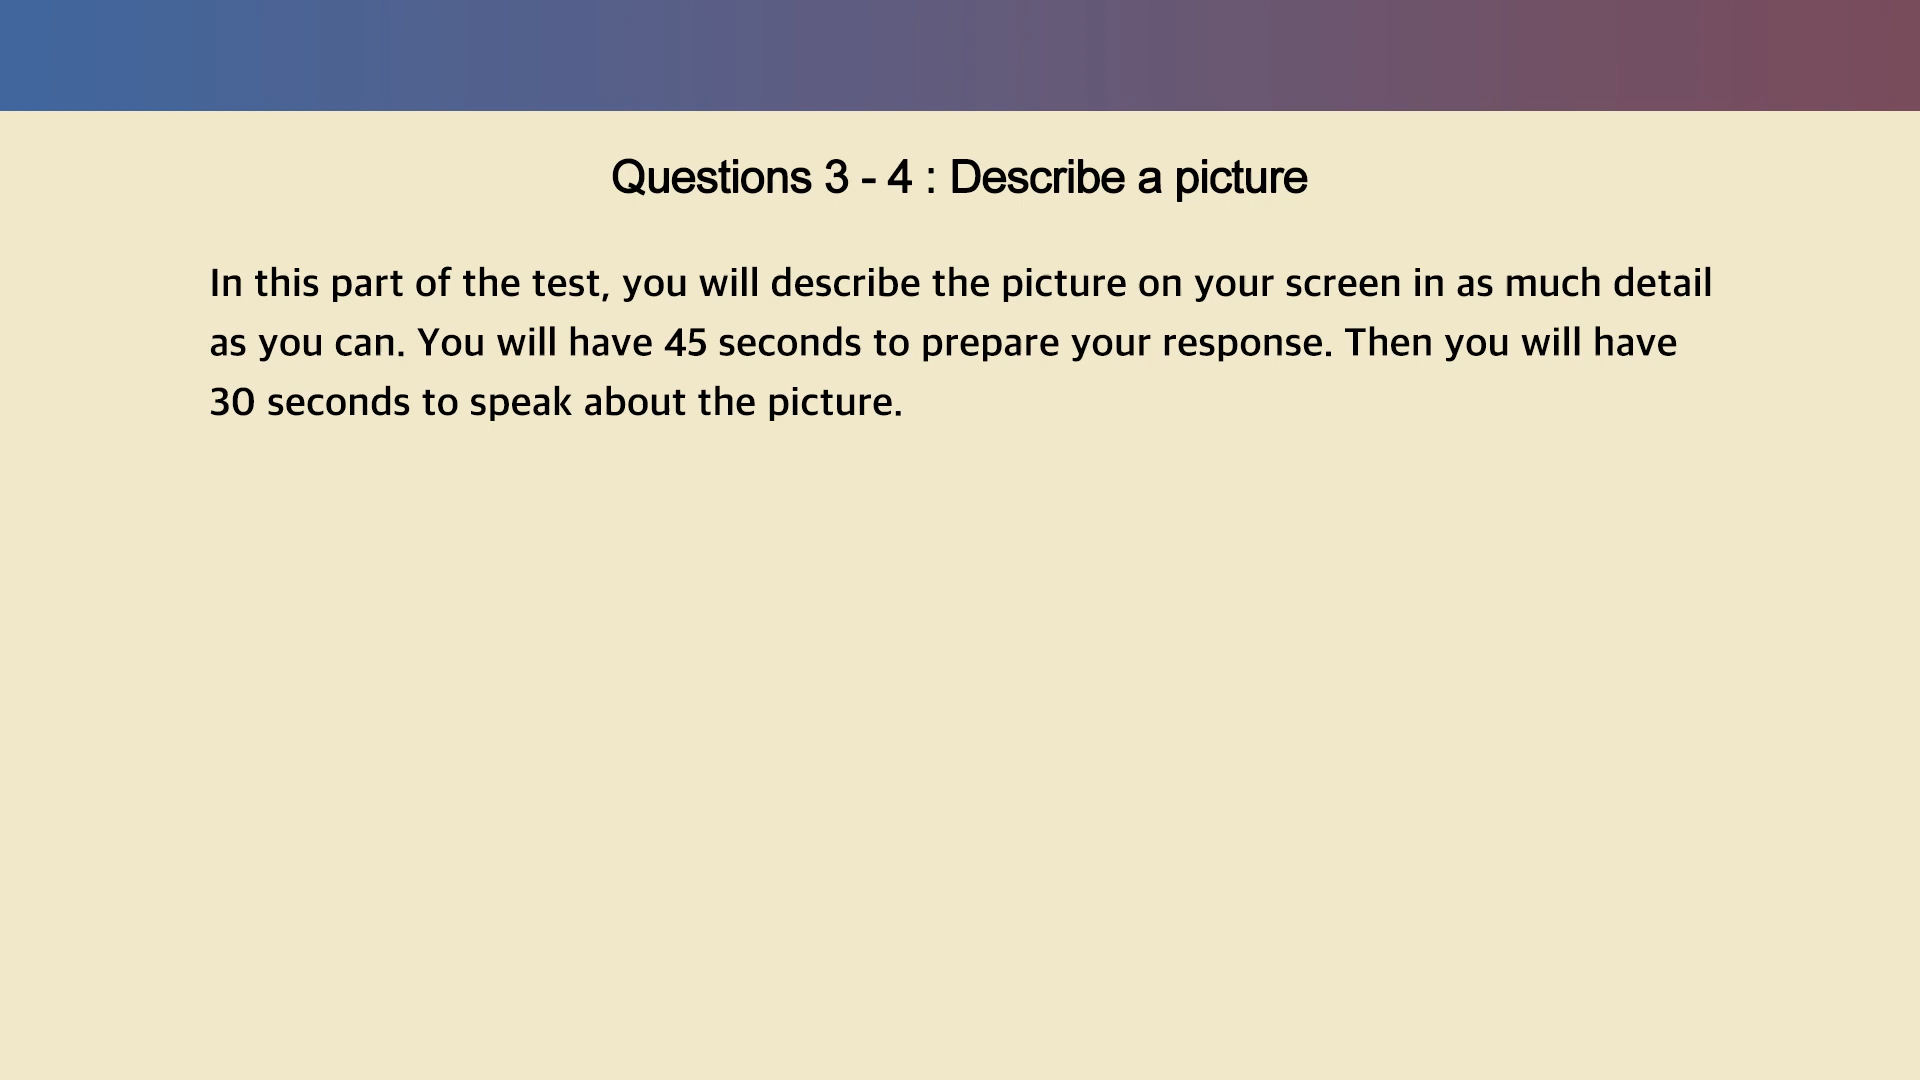 Questions 3 - 4 : Describe a picture
In this part of the test, you will describe the picture on your screen in as much detail
as you can. You will have 45 seconds to prepare your response. Then you will have
30 seconds to speak about the picture.